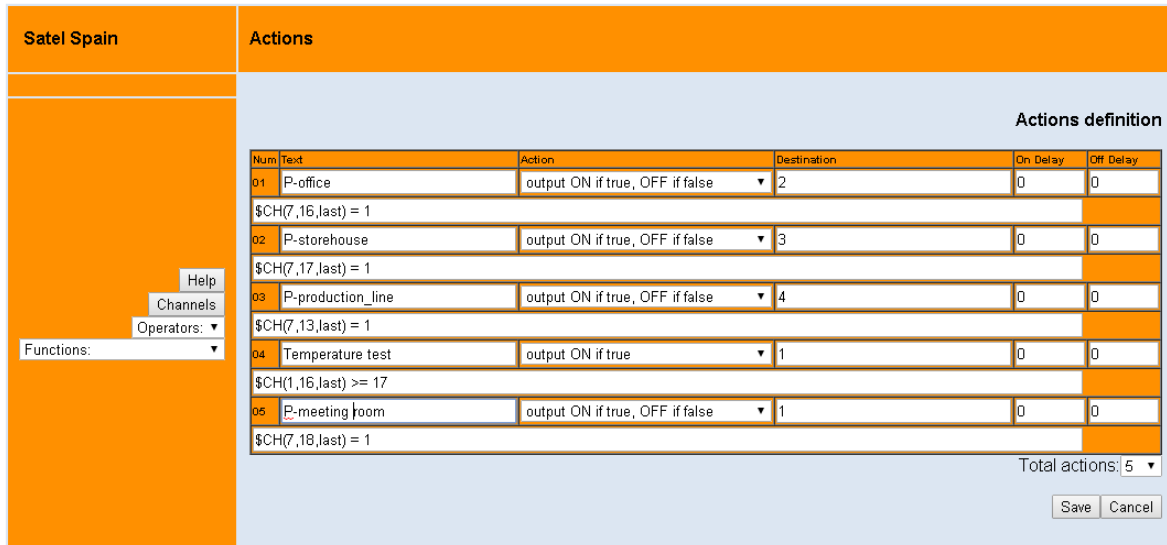 Satel Spain
Actions
Actions definition
Num Text Action Destination On Delay Off Delay
01 P-office output ON if true, OFF if false 2 0 0
$CH(7,16,last) = 1
02 P-storehouse output ON if true, OFF if false 3 0 0
$CH(7,17,last) = 1
03 P-production_line output ON if true, OFF if false 4 0 0
$CH(7,13,last) = 1
04 Temperature test output ON if true 1 0 0
$CH(1,16,last) >= 17
05 P-meeting room output ON if true, OFF if false 1 0 0
$CH(7,18,last) = 1
Help
Channels
Operators:
Functions:
Total actions: 5
Save Cancel